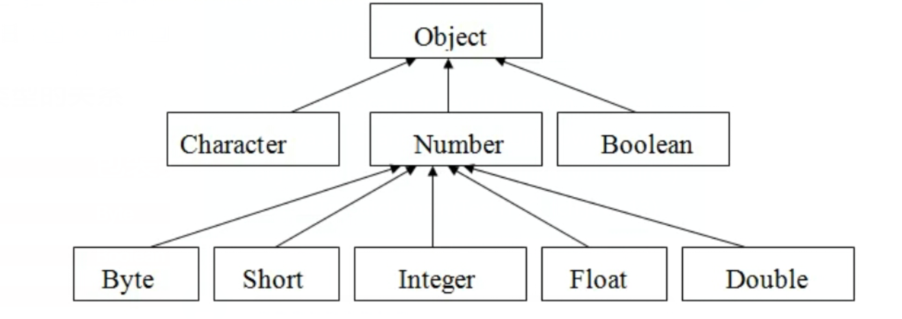 Object
Character Number Boolean
Byte Short Integer Float Double